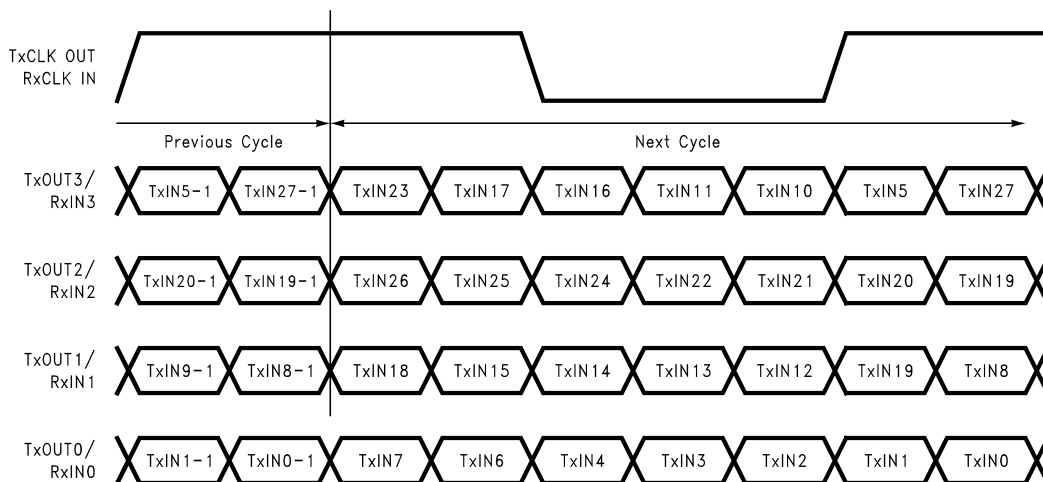 TxCLK OUT
RxCLK IN
Previous Cycle
Next Cycle
TxOUT3/
RxIN3
TxIN5-1 TxIN27-1 TxIN23 TxIN17 TxIN16 TxIN11 TxIN10 TxIN5 TxIN27
TxOUT2/
RxIN2
TxIN20-1 TxIN19-1 TxIN26 TxIN25 TxIN24 TxIN22 TxIN21 TxIN20 TxIN19
TxOUT1/
RxIN1
TxIN9-1 TxIN8-1 TxIN18 TxIN15 TxIN14 TxIN13 TxIN12 TxIN19 TxIN8
TxOUT0/
RxIN0
TxIN1-1 TxIN0-1 TxIN7 TxIN6 TxIN4 TxIN3 TxIN2 TxIN1 TxIN0